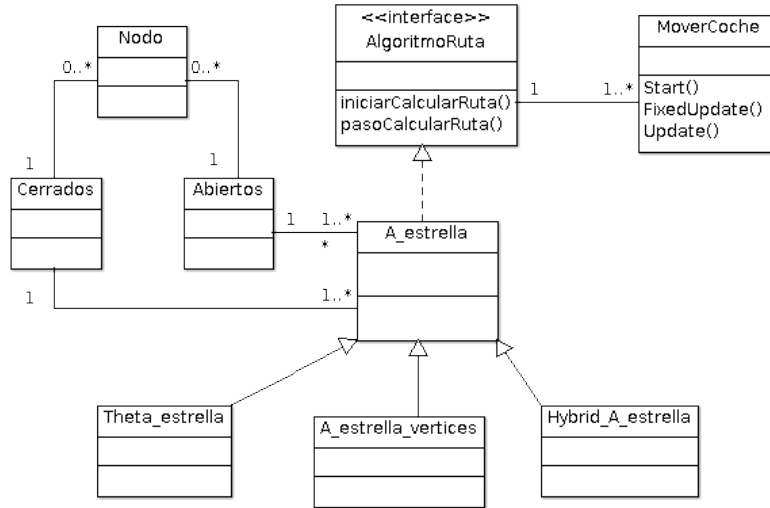 Nodo
0..*
0..*
1
1
Cerrados
Abiertos
<<interface>>
AlgoritmoRuta
iniciarCalcularRuta()
pasoCalcularRuta()
1
1..*
MoverCoche
Start()
FixedUpdate()
Update()
1
1..*
*
A_estrella
1
1..*
Theta_estrella
A_estrella_vertices
Hybrid_A_estrella